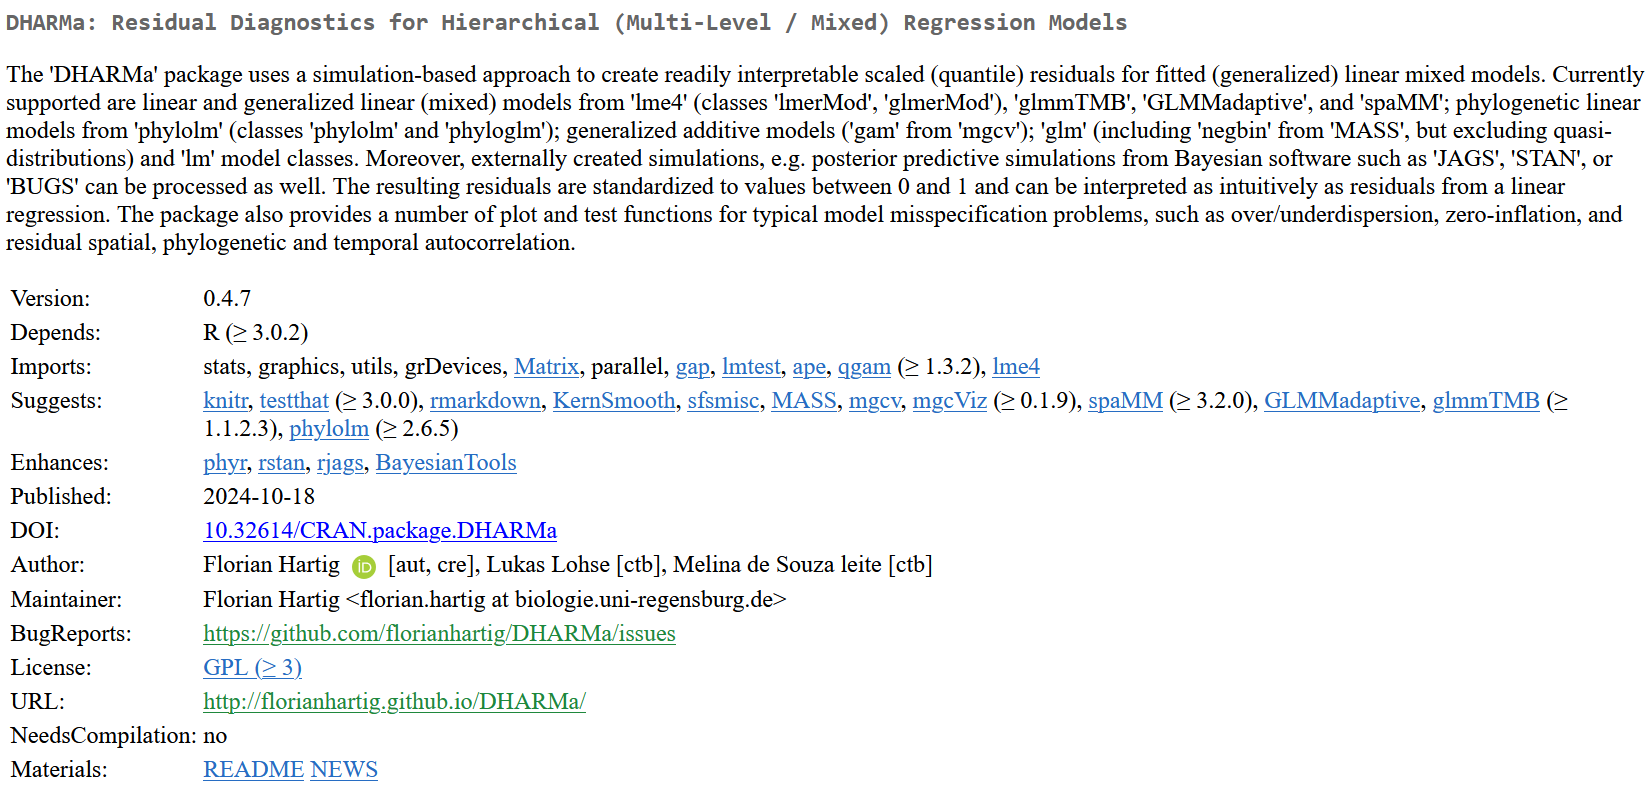 DHARMa: Residual Diagnostics for Hierarchical (Multi-Level / Mixed) Regression Models
The 'DHARMa' package uses a simulation-based approach to create readily interpretable scaled (quantile) residuals for fitted (generalized) linear mixed models. Currently
supported are linear and generalized linear (mixed) models from 'lme4' (classes 'lmerMod', 'glmerMod'), 'glmmTMB', 'GLMMadaptive', and 'spaMM'; phylogenetic linear
models from 'phylolm' (classes 'phylolm' and 'phyloglm'); generalized additive models ('gam' from 'mgcv'); 'glm' (including 'negbin' from 'MASS', but excluding quasi-
distributions) and 'lm' model classes. Moreover, externally created simulations, e.g. posterior predictive simulations from Bayesian software such as 'JAGS', 'STAN', or
'BUGS' can be processed as well. The resulting residuals are standardized to values between 0 and 1 and can be interpreted as intuitively as residuals from a linear
regression. The package also provides a number of plot and test functions for typical model misspecification problems, such as over/underdispersion, zero-inflation, and
residual spatial, phylogenetic and temporal autocorrelation.
Version: 0.4.7
Depends: R (≥ 3.0.2)
Imports: stats, graphics, utils, grDevices, Matrix, parallel, gap, lmtest, ape, qgam (≥ 1.3.2), lme4
Suggests: knitr, testthat (≥ 3.0.0), rmarkdown, KernSmooth, sfsmisc, MASS, mgcv, mgcViz (≥ 0.1.9), spaMM (≥ 3.2.0), GLMMadaptive, glmmTMB (≥
1.1.2.3), phylolm (≥ 2.6.5)
Enhances: phyr, rstan, rjags, BayesianTools
Published: 2024-10-18
DOI: 10.32614/CRAN.package.DHARMa
Author: Florian Hartig iD [aut, cre], Lukas Lohse [ctb], Melina de Souza leite [ctb]
Maintainer: Florian Hartig <florian.hartig at biologie.uni-regensburg.de>
BugReports: https://github.com/florianhartig/DHARMa/issues
License: GPL (≥ 3)
URL: http://florianhartig.github.io/DHARMa/
NeedsCompilation: no
Materials: README NEWS